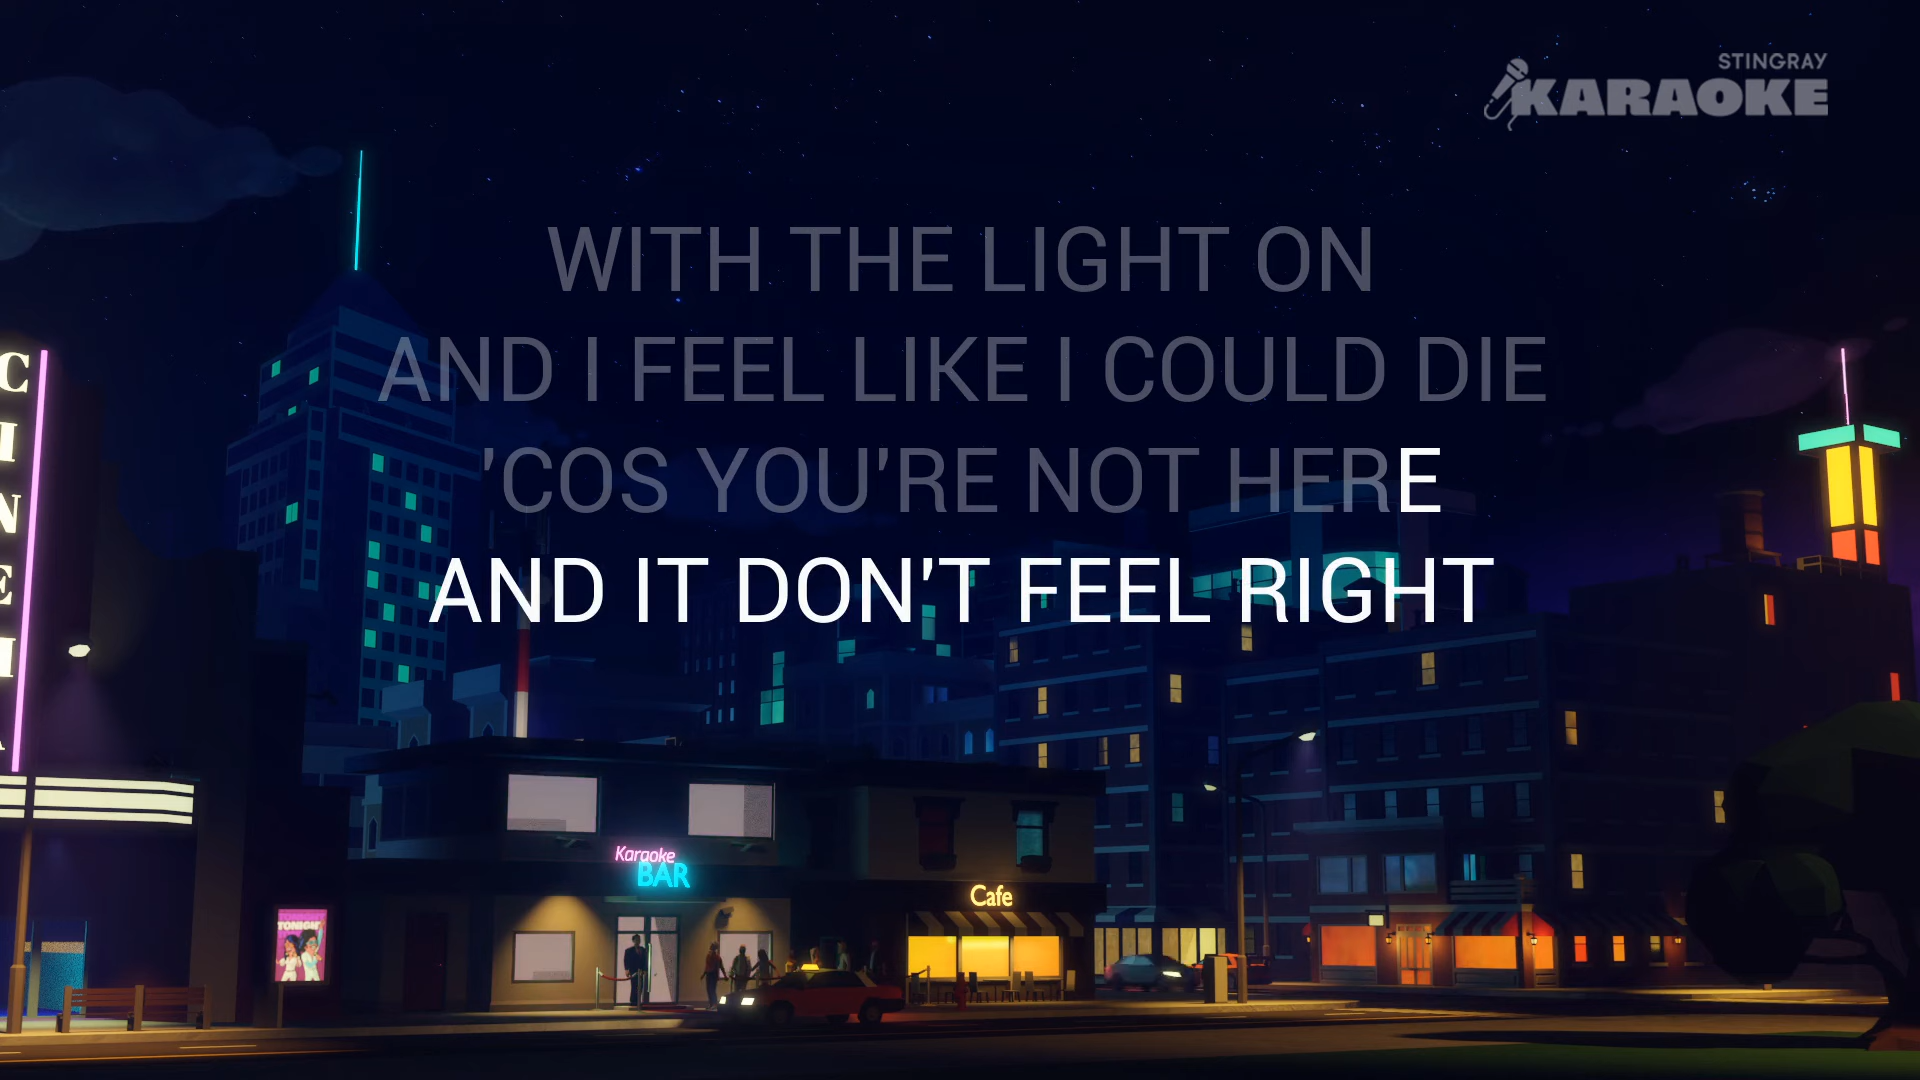 STINGRAY
KARAOKE
WITH THE LIGHT ON
AND I FEEL LIKE I COULD DIE
'COS YOU'RE NOT HERE
AND IT DON'T FEEL RIGHT
CINEMA
Karaoke
BAR
Cafe
TONIGHT
TONIGHT